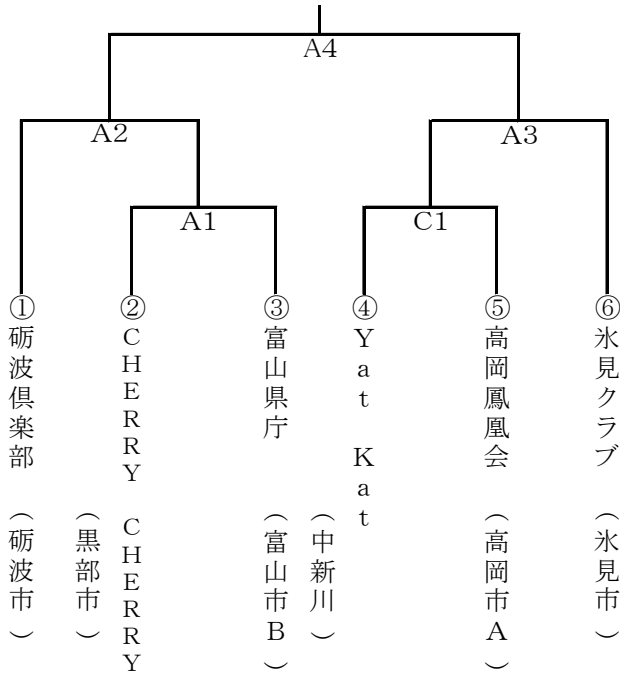 A4
A2
A3
A1
C1
①
砺波倶楽部
（砺波市）
②
CHERRY CHERRY
（黒部市）
③
富山県庁
（富山市B）
④
Yat Kat
（中新川）
⑤
高岡鳳凰会
（高岡市A）
⑥
氷見クラブ
（氷見市）